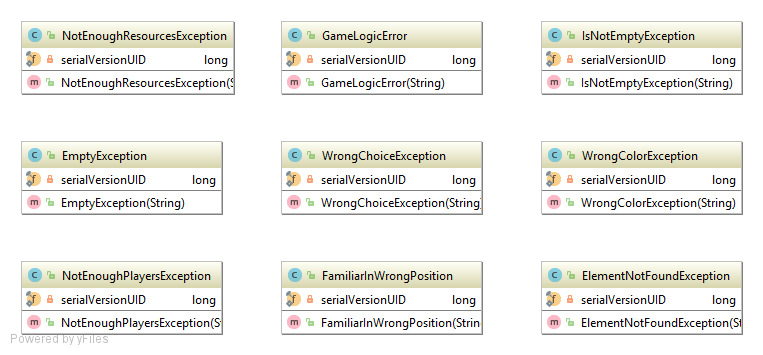 NotEnoughResourcesException
serialVersionUID long
NotEnoughResourcesException(S
GameLogicError
serialVersionUID long
GameLogicError(String)
IsNotEmptyException
serialVersionUID long
IsNotEmptyException(String)
EmptyException
serialVersionUID long
EmptyException(String)
WrongChoiceException
serialVersionUID long
WrongChoiceException(String
WrongColorException
serialVersionUID long
WrongColorException(String)
NotEnoughPlayersException
serialVersionUID long
NotEnoughPlayersException(St
FamiliarInWrongPosition
serialVersionUID long
FamiliarInWrongPosition(String
ElementNotFoundException
serialVersionUID long
ElementNotFoundException(St
Powered by yFiles